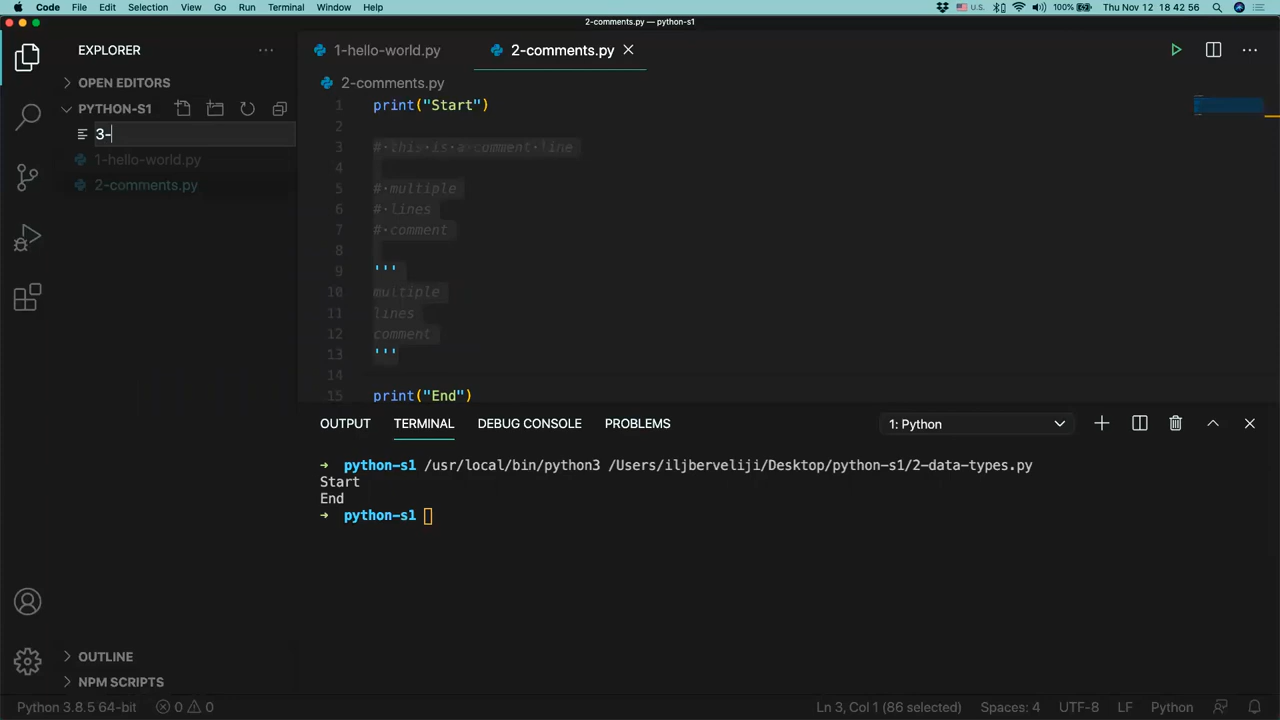 Code File Edit Selection View Go Run Terminal Window Help U.S. 100% Thu Nov 12 18:42:56
2-comments.py — python-s1
EXPLORER
1-hello-world.py
2-comments.py
OPEN EDITORS
PYTHON-S1
3-
1-hello-world.py
2-comments.py
2-comments.py
1 print("Start")
2
3 #·this·is·a·comment·line
4
5 #·multiple
6 #·lines
7 #·comment
8
9 '''
10 multiple
11 lines
12 comment
13 '''
14
15 print("End")
OUTPUT TERMINAL DEBUG CONSOLE PROBLEMS 1: Python
➜ python-s1 /usr/local/bin/python3 /Users/iljberveliji/Desktop/python-s1/2-data-types.py
Start
End
➜ python-s1
OUTLINE
NPM SCRIPTS
Python 3.8.5 64-bit 0 0 Ln 3, Col 1 (86 selected) Spaces: 4 UTF-8 LF Python